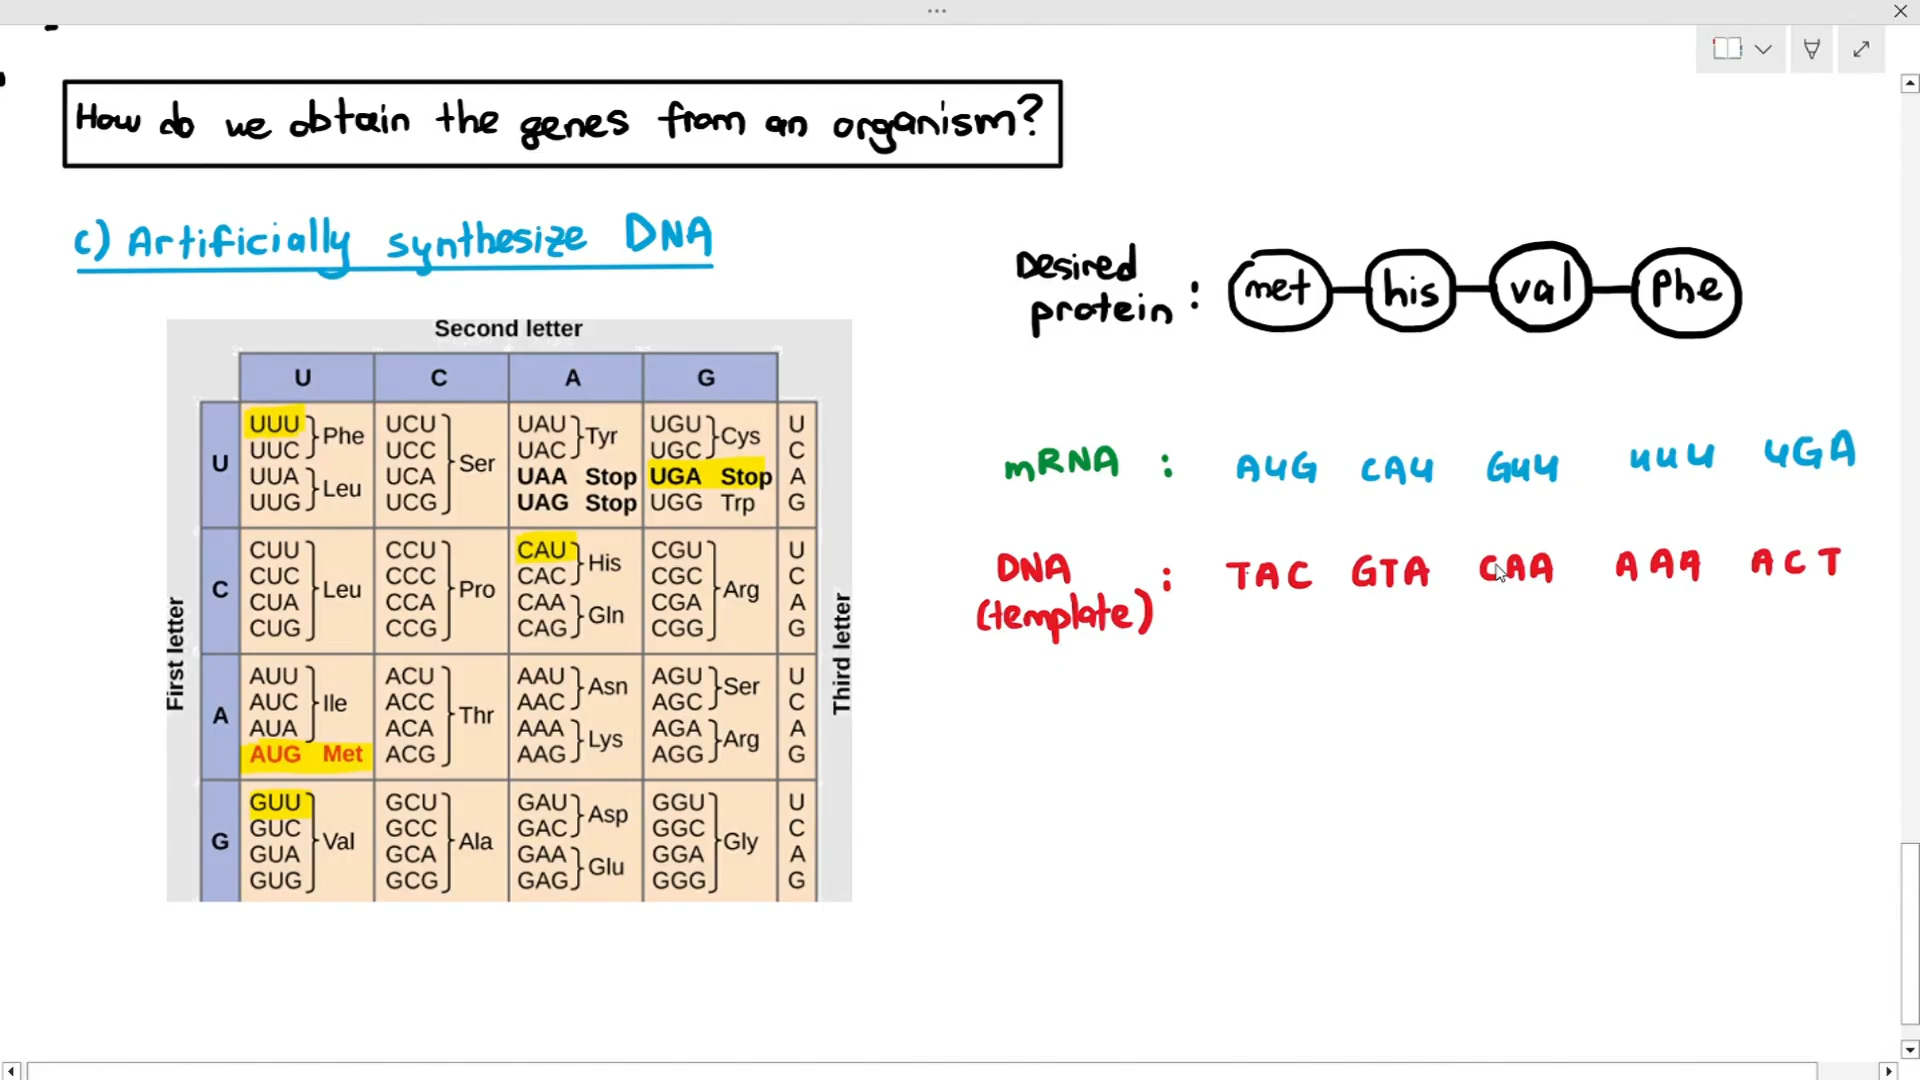 How do we obtain the genes from an organism?
c) Artificially synthesize DNA
Desired protein : met his val Phe
mRNA : AUG CAU GUU UUU UGA
DNA (template) : TAC GTA CAA AAA ACT
Second letter
U C A G
First letter
Third letter
U
UUU UUC Phe UUA UUG Leu
UCU UCC UCA UCG Ser
UAU UAC Tyr UAA Stop UAG Stop
UGU UGC Cys UGA Stop UGG Trp
U C A G
C
CUU CUC CUA CUG Leu
CCU CCC CCA CCG Pro
CAU CAC His CAA CAG Gln
CGU CGC CGA CGG Arg
U C A G
A
AUU AUC AUA Ile AUG Met
ACU ACC ACA ACG Thr
AAU AAC Asn AAA AAG Lys
AGU AGC Ser AGA AGG Arg
U C A G
G
GUU GUC GUA GUG Val
GCU GCC GCA GCG Ala
GAU GAC Asp GAA GAG Glu
GGU GGC GGA GGG Gly
U C A G